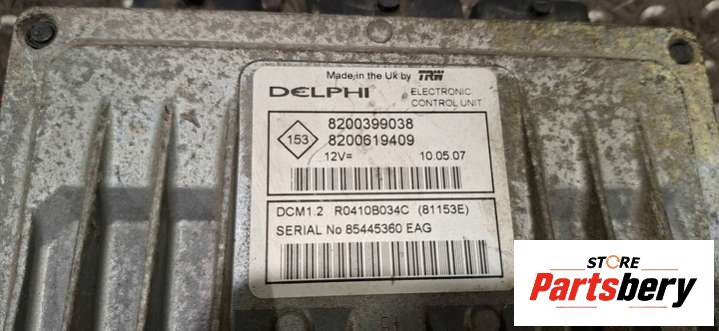 Made in the Uk by TRW
DELPHI ELECTRONIC
CONTROL UNIT
153
8200399038
8200619409
12V= 10.05.07
DCM1.2 R0410B034C (81153E)
SERIAL No 85445360 EAG
STORE
Partsbery